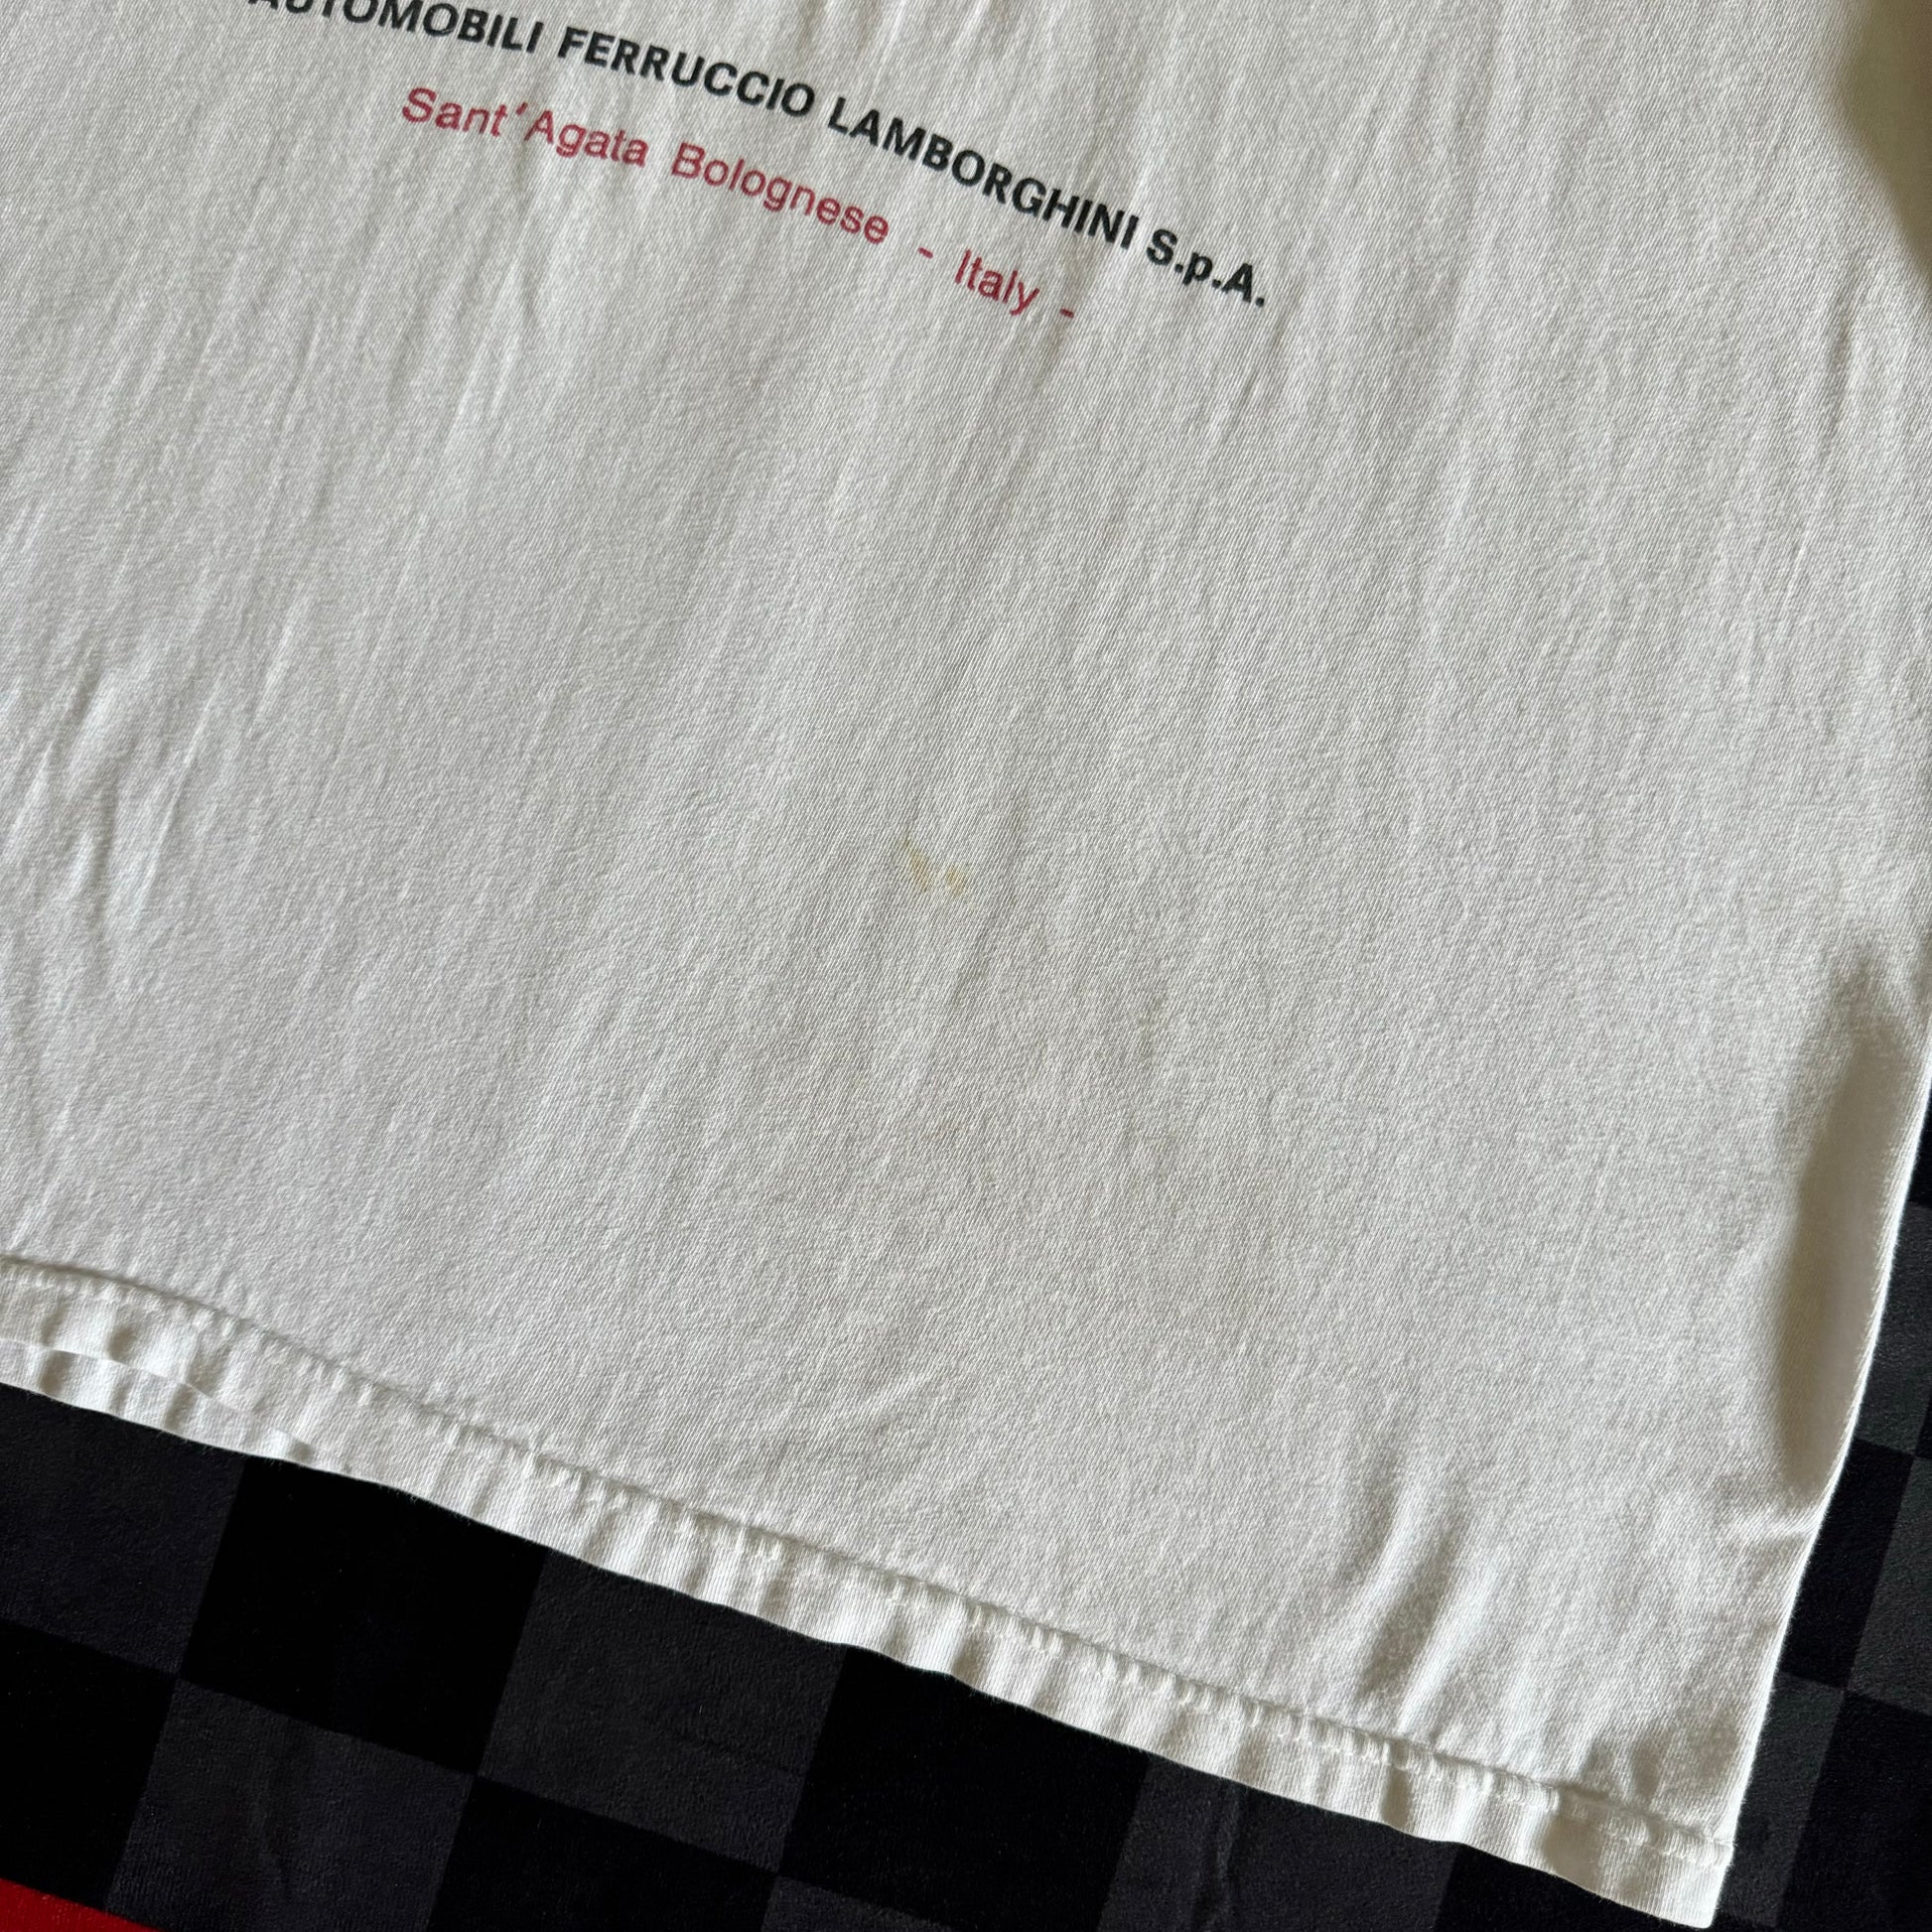 AUTOMOBILI FERRUCCIO LAMBORGHINI S.p.A.
Sant'Agata Bolognese - Italy -